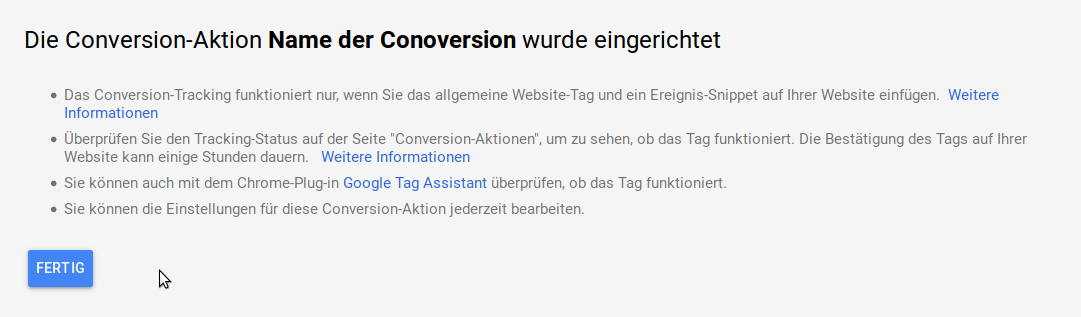 Die Conversion-Aktion Name der Conoversion wurde eingerichtet
Das Conversion-Tracking funktioniert nur, wenn Sie das allgemeine Website-Tag und ein Ereignis-Snippet auf Ihrer Website einfügen. Weitere
Informationen
Überprüfen Sie den Tracking-Status auf der Seite "Conversion-Aktionen", um zu sehen, ob das Tag funktioniert. Die Bestätigung des Tags auf Ihrer
Website kann einige Stunden dauern. Weitere Informationen
Sie können auch mit dem Chrome-Plug-in Google Tag Assistant überprüfen, ob das Tag funktioniert.
Sie können die Einstellungen für diese Conversion-Aktion jederzeit bearbeiten.
FERTIG